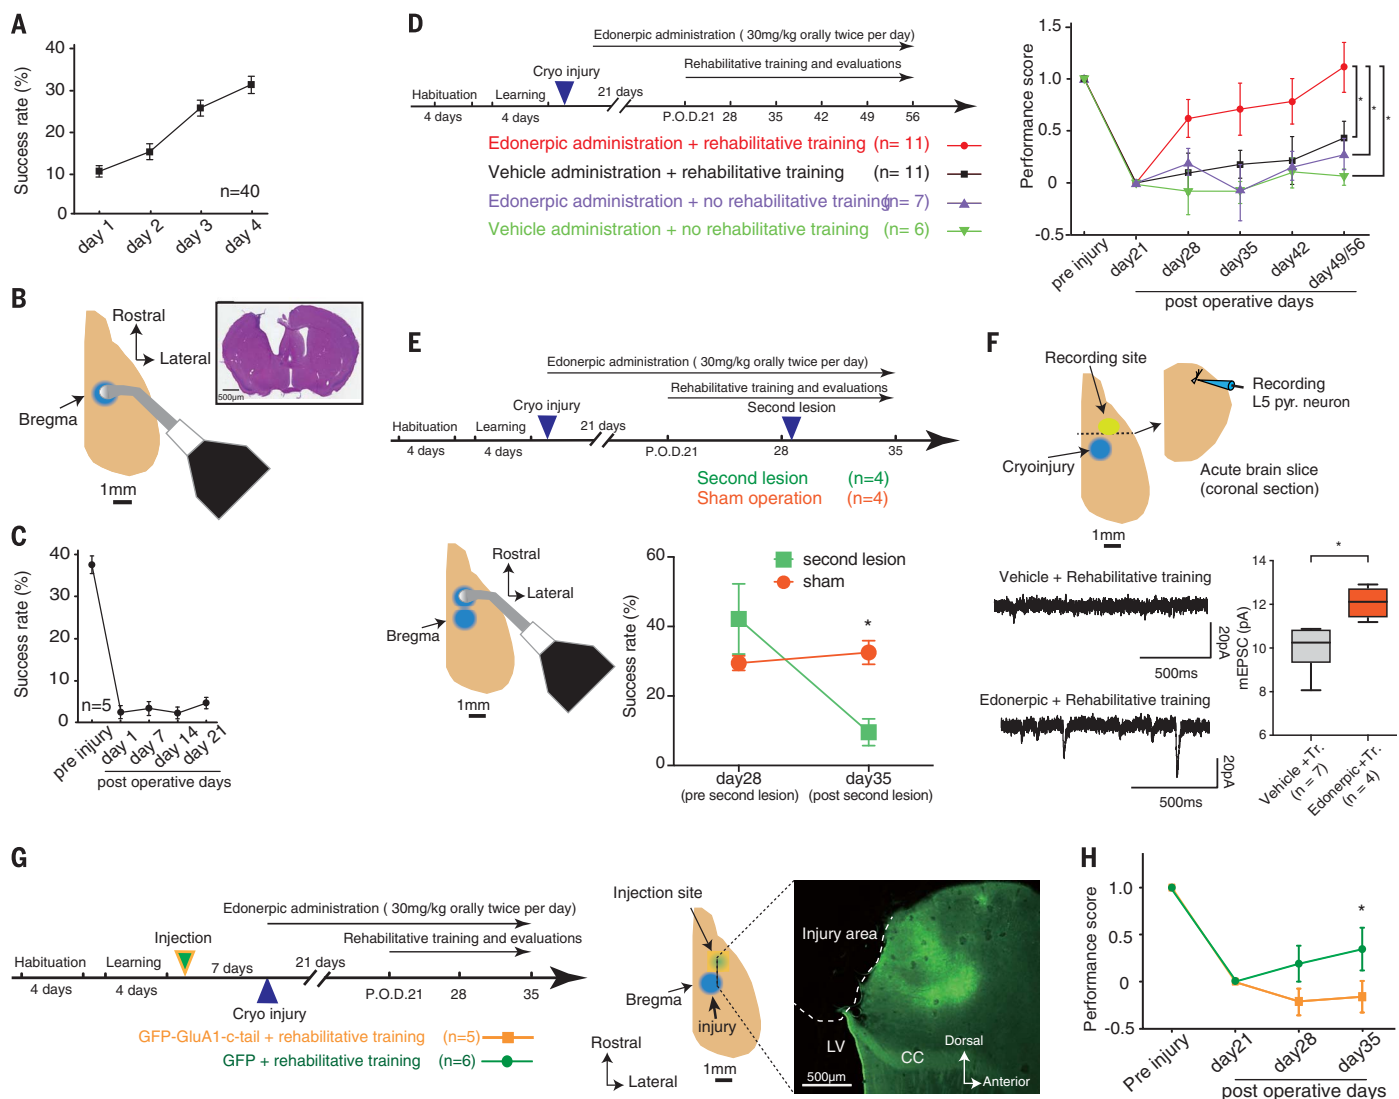 A
Success rate (%)
40
30
20
10
0
n=40
day 1
day 2
day 3
day 4
B
Rostral
Lateral
Bregma
1mm
500µm
C
Success rate (%)
40
30
20
10
0
n=5
pre injury
day 1
day 7
day 14
day 21
post operative days
D
Edonerpic administration ( 30mg/kg orally twice per day)
Rehabilitative training and evaluations
Cryo injury
21 days
Habituation
Learning
4 days
4 days
P.O.D.21
28
35
42
49
56
Edonerpic administration + rehabilitative training (n= 11)
Vehicle administration + rehabilitative training (n= 11)
Edonerpic administration + no rehabilitative training (n= 7)
Vehicle administration + no rehabilitative training (n= 6)
Performance score
1.5
1.0
0.5
0
-0.5
*
*
*
pre injury
day21
day28
day35
day42
day49/56
post operative days
E
Edonerpic administration ( 30mg/kg orally twice per day)
Rehabilitative training and evaluations
Cryo injury
Second lesion
21 days
Habituation
Learning
4 days
4 days
P.O.D.21
28
35
Second lesion (n=4)
Sham operation (n=4)
Rostral
Lateral
Bregma
1mm
Success rate (%)
60
40
20
0
second lesion
sham
*
day28
(pre second lesion)
day35
(post second lesion)
F
Recording site
Recording
L5 pyr. neuron
Cryoinjury
Acute brain slice
(coronal section)
1mm
Vehicle + Rehabilitative training
20pA
500ms
Edonerpic + Rehabilitative training
20pA
500ms
mEPSC (pA)
14
12
10
8
6
*
Vehicle +Tr.
(n = 7)
Edonerpic+Tr.
(n = 4)
G
Edonerpic administration ( 30mg/kg orally twice per day)
Rehabilitative training and evaluations
Injection
Habituation
Learning
7 days
21 days
4 days
4 days
Cryo injury
P.O.D.21
28
35
GFP-GluA1-c-tail + rehabilitative training (n=5)
GFP + rehabilitative training (n=6)
Injection site
Bregma
injury
Rostral
Lateral
1mm
Injury area
LV
CC
Dorsal
Anterior
500µm
H
Performance score
1.0
0.5
0
-0.5
*
Pre injury
day21
day28
day35
post operative days